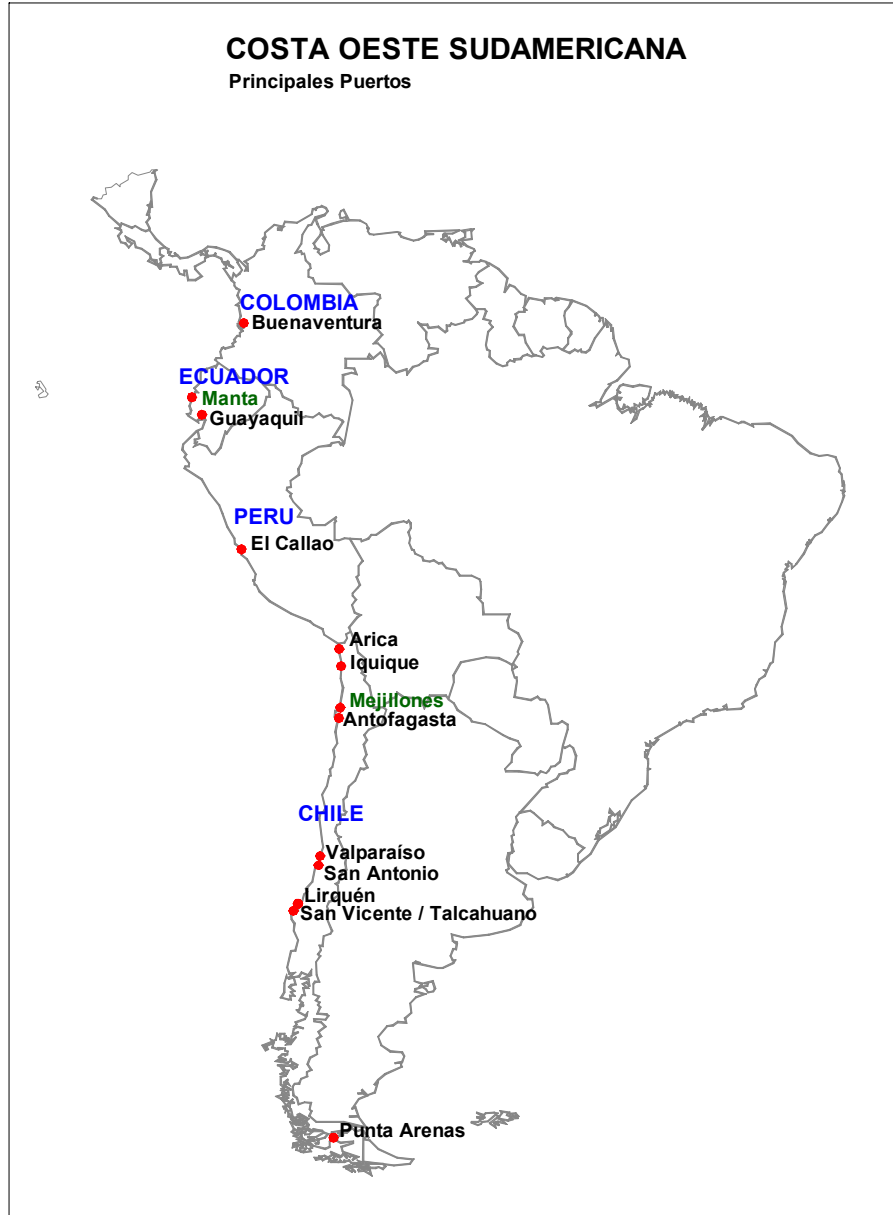 COSTA OESTE SUDAMERICANA
Principales Puertos
COLOMBIA
Buenaventura
ECUADOR
Manta
Guayaquil
PERU
El Callao
Arica
Iquique
Mejillones
Antofagasta
CHILE
Valparaíso
San Antonio
Lirquén
San Vicente / Talcahuano
Punta Arenas